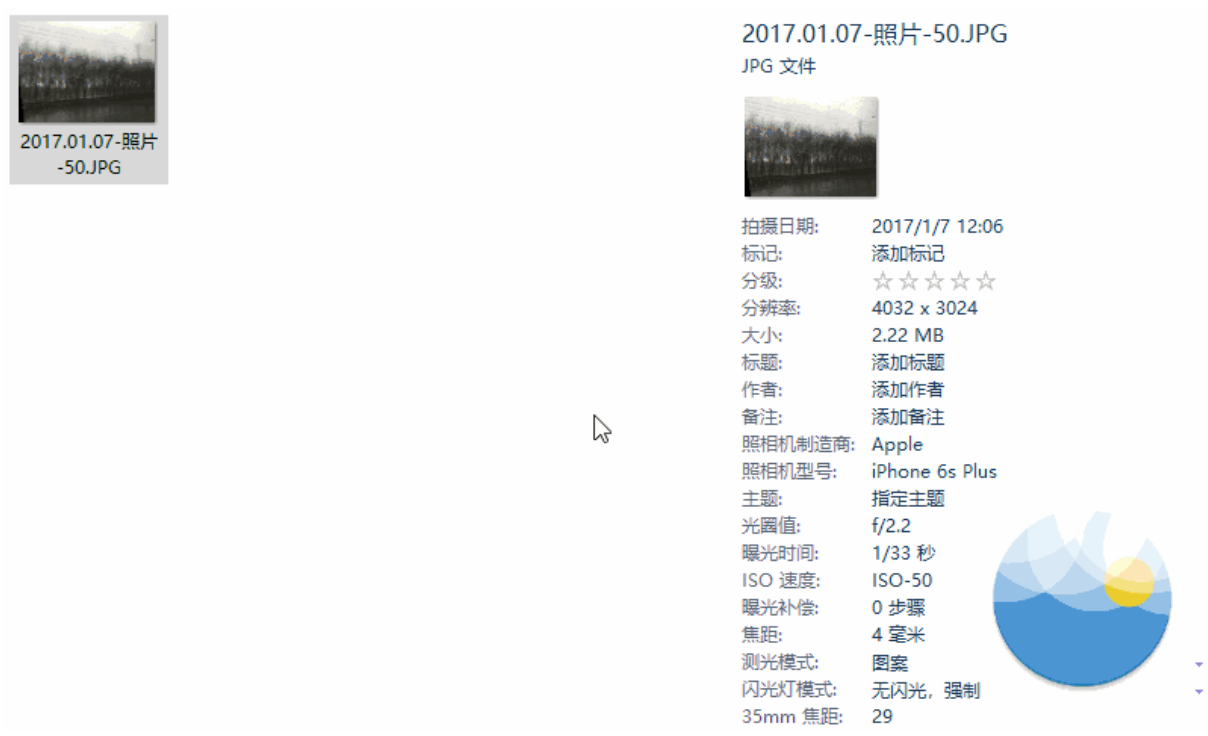 2017.01.07-照片
-50.JPG
2017.01.07-照片-50.JPG
JPG 文件
拍摄日期: 2017/1/7 12:06
标记: 添加标记
分级: ☆☆☆☆☆
分辨率: 4032 x 3024
大小: 2.22 MB
标题: 添加标题
作者: 添加作者
备注: 添加备注
照相机制造商: Apple
照相机型号: iPhone 6s Plus
主题: 指定主题
光圈值: f/2.2
曝光时间: 1/33 秒
ISO 速度: ISO-50
曝光补偿: 0 步骤
焦距: 4 毫米
测光模式: 图案
闪光灯模式: 无闪光，强制
35mm 焦距: 29